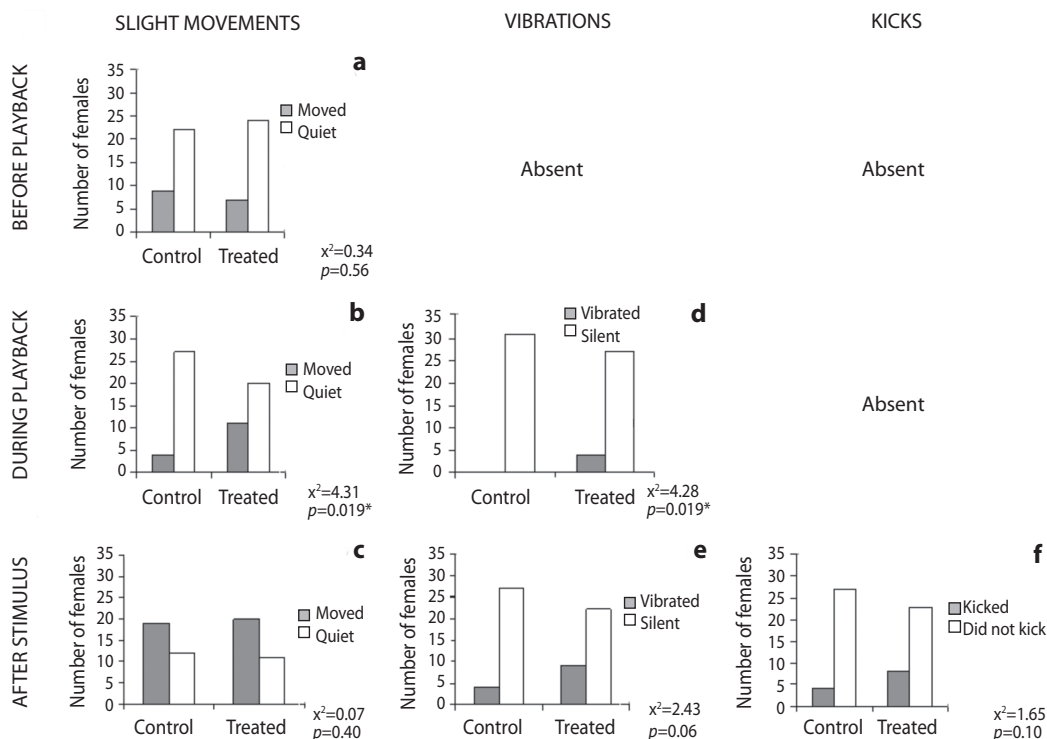 SLIGHT MOVEMENTS
VIBRATIONS
KICKS
BEFORE PLAYBACK
a
Number of females
35
30
25
20
15
10
5
0
Moved
Quiet
Control Treated
x²=0.34
p=0.56
Absent
Absent
DURING PLAYBACK
b
Number of females
35
30
25
20
15
10
5
0
Moved
Quiet
Control Treated
x²=4.31
p=0.019*
d
Number of females
35
30
25
20
15
10
5
0
Vibrated
Silent
Control Treated
x²=4.28
p=0.019*
Absent
AFTER STIMULUS
c
Number of females
35
30
25
20
15
10
5
0
Moved
Quiet
Control Treated
x²=0.07
p=0.40
e
Number of females
35
30
25
20
15
10
5
0
Vibrated
Silent
Control Treated
x²=2.43
p=0.06
f
Number of females
35
30
25
20
15
10
5
0
Kicked
Did not kick
Control Treated
x²=1.65
p=0.10